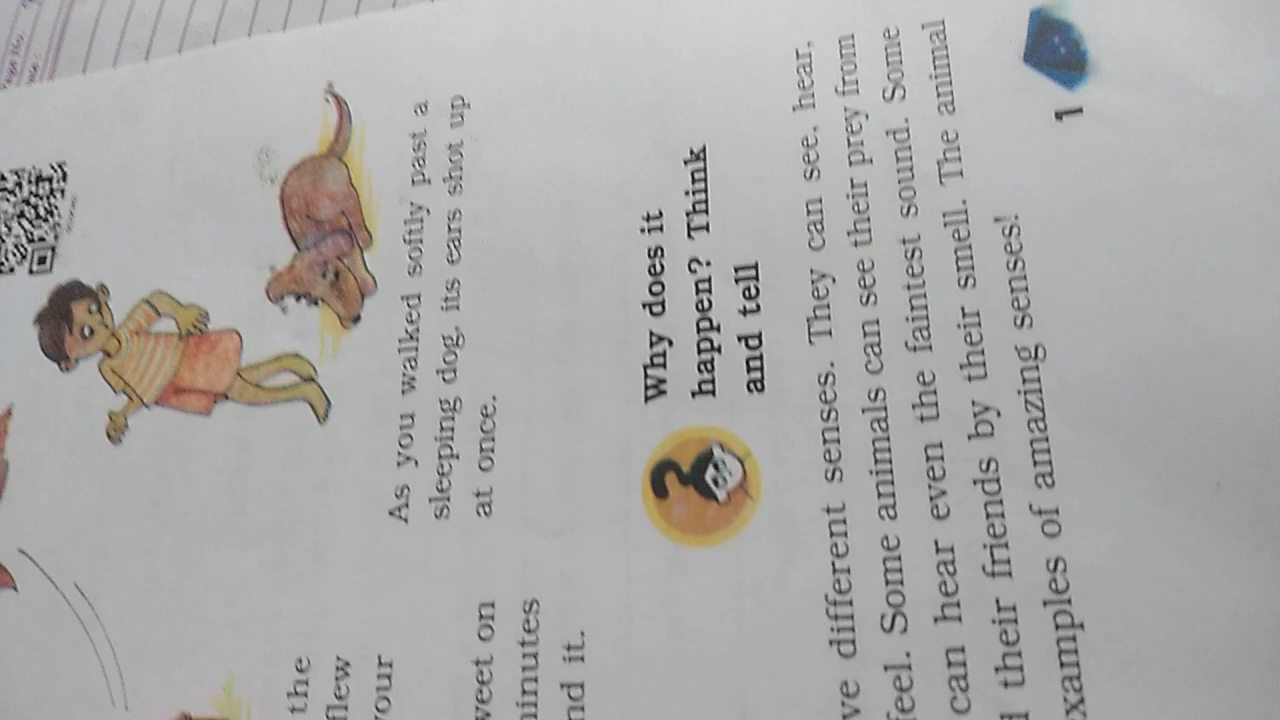 the
flew
your
As you walked softly past a
sleeping dog, its ears shot up
at once.
weet on
inutes
nd it.
Why does it
happen? Think
and tell
ve different senses. They can see, hear,
feel. Some animals can see their prey from
can hear even the faintest sound. Some
d their friends by their smell. The animal
xamples of amazing senses!
1